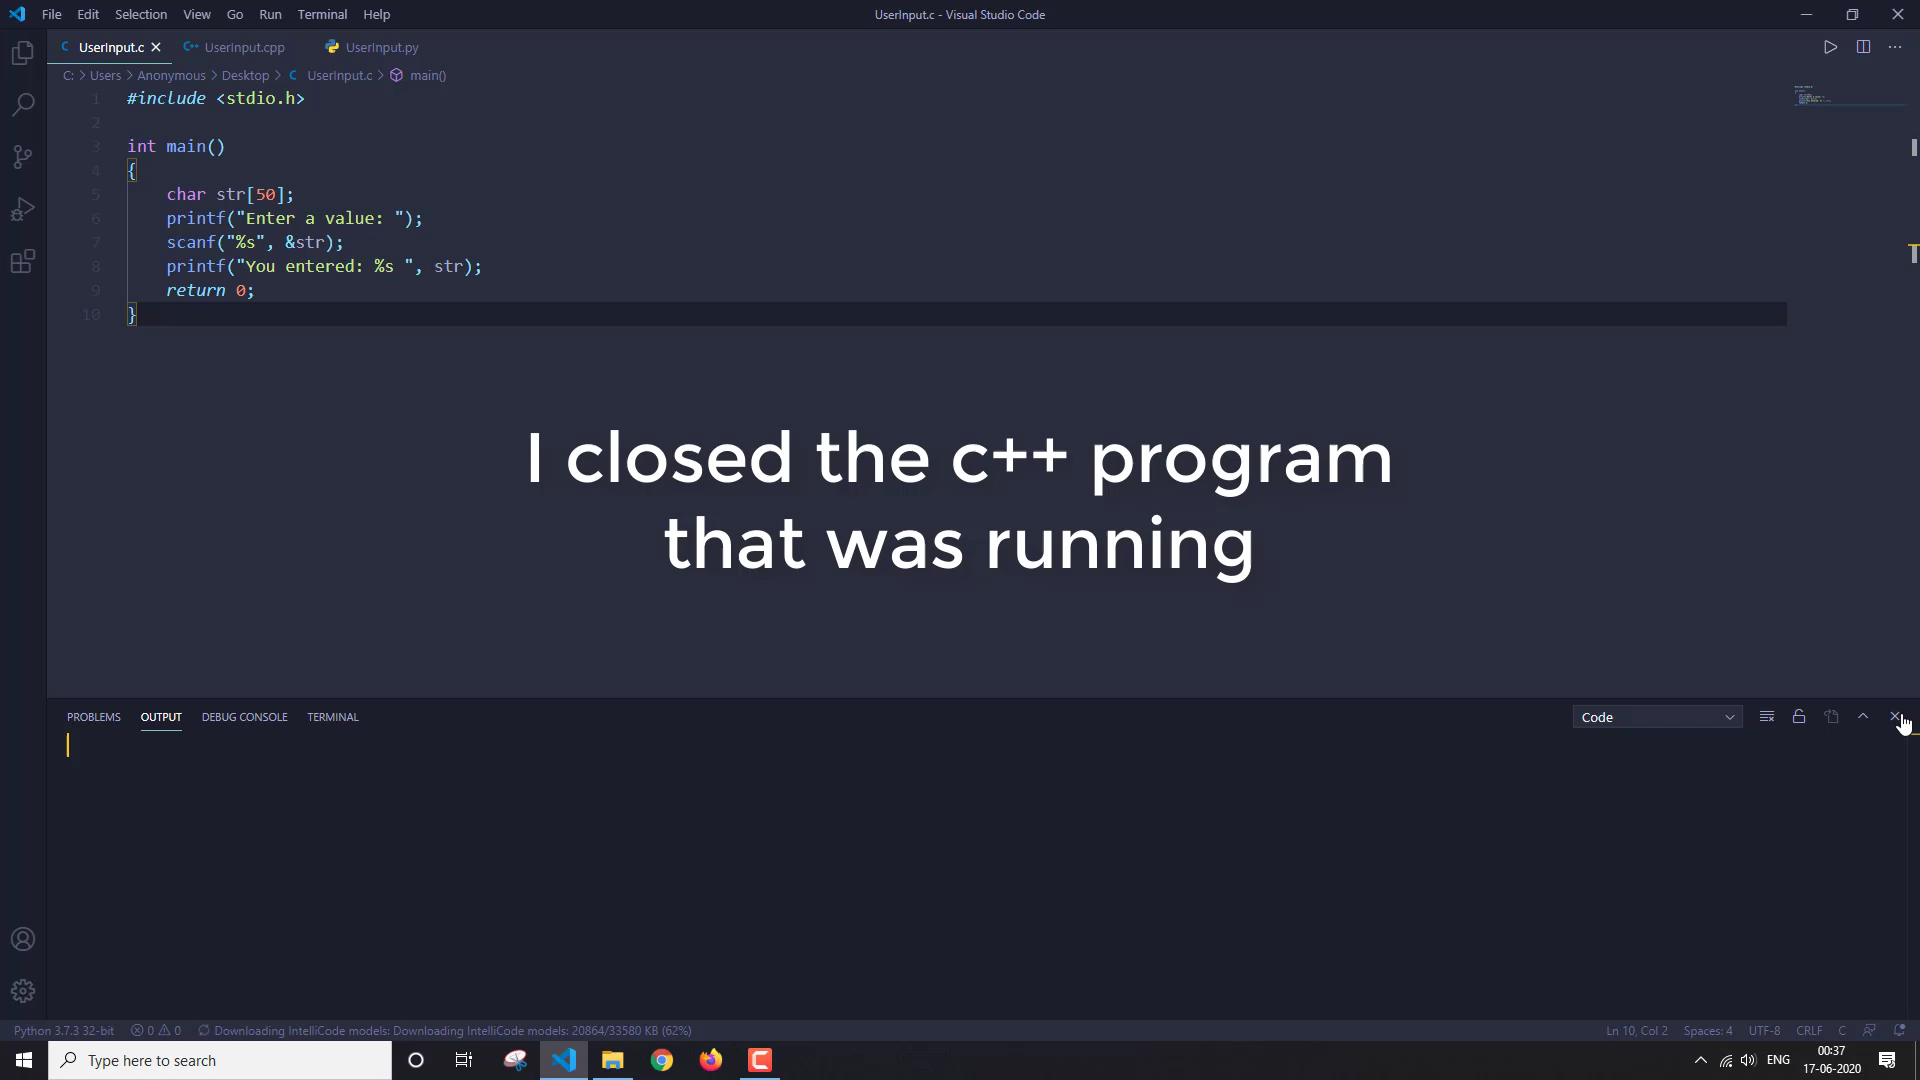 File Edit Selection View Go Run Terminal Help
UserInput.c - Visual Studio Code
C UserInput.c C++ UserInput.cpp UserInput.py
C: > Users > Anonymous > Desktop > C UserInput.c > main()
1 #include <stdio.h>
2
3 int main()
4 {
5 char str[50];
6 printf("Enter a value: ");
7 scanf("%s", &str);
8 printf("You entered: %s ", str);
9 return 0;
10 }
I closed the c++ program
that was running
PROBLEMS OUTPUT DEBUG CONSOLE TERMINAL
Code
Python 3.7.3 32-bit 0 0 Downloading IntelliCode models: Downloading IntelliCode models: 20864/33580 KB (62%)
Ln 10, Col 2 Spaces: 4 UTF-8 CRLF C
Type here to search
ENG
00:37
17-06-2020